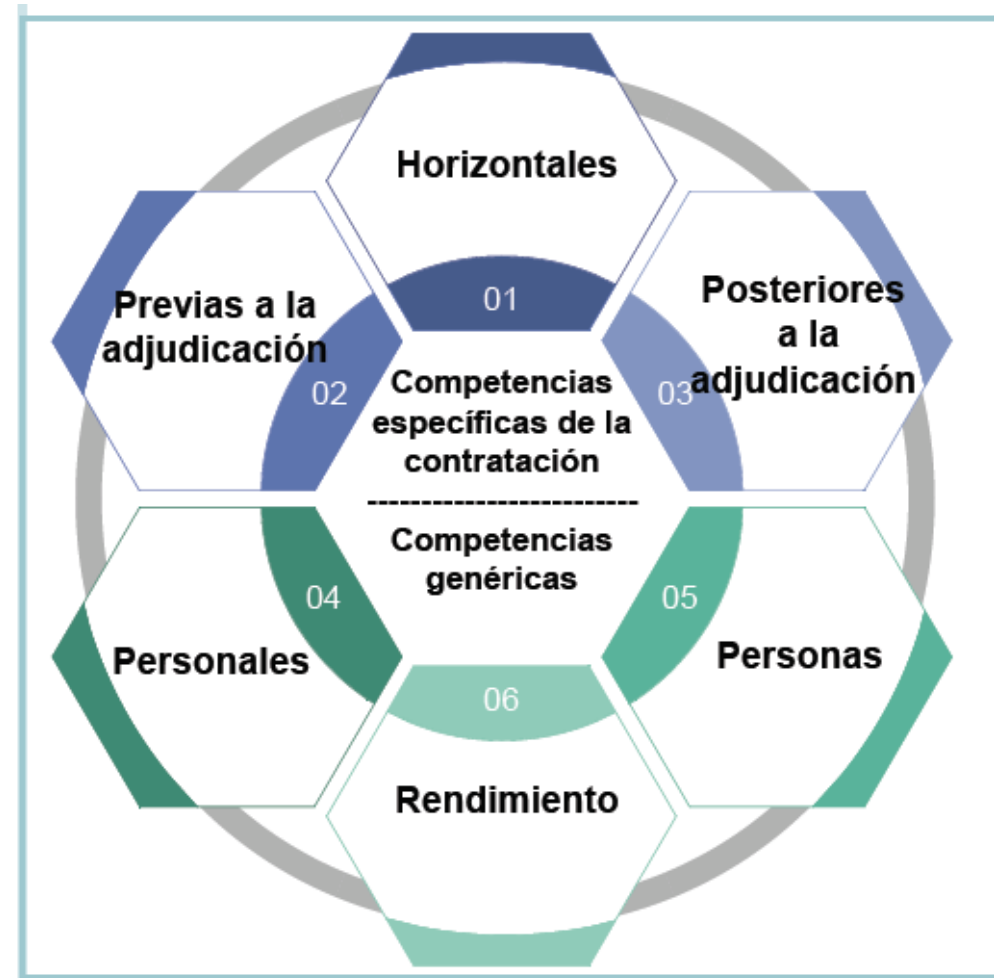 Horizontales
01
Previas a la
adjudicación
02
Posteriores
a la
adjudicación
03
Competencias
específicas de la
contratación
-------------------------
Competencias
genéricas
04
Personales
05
Personas
06
Rendimiento